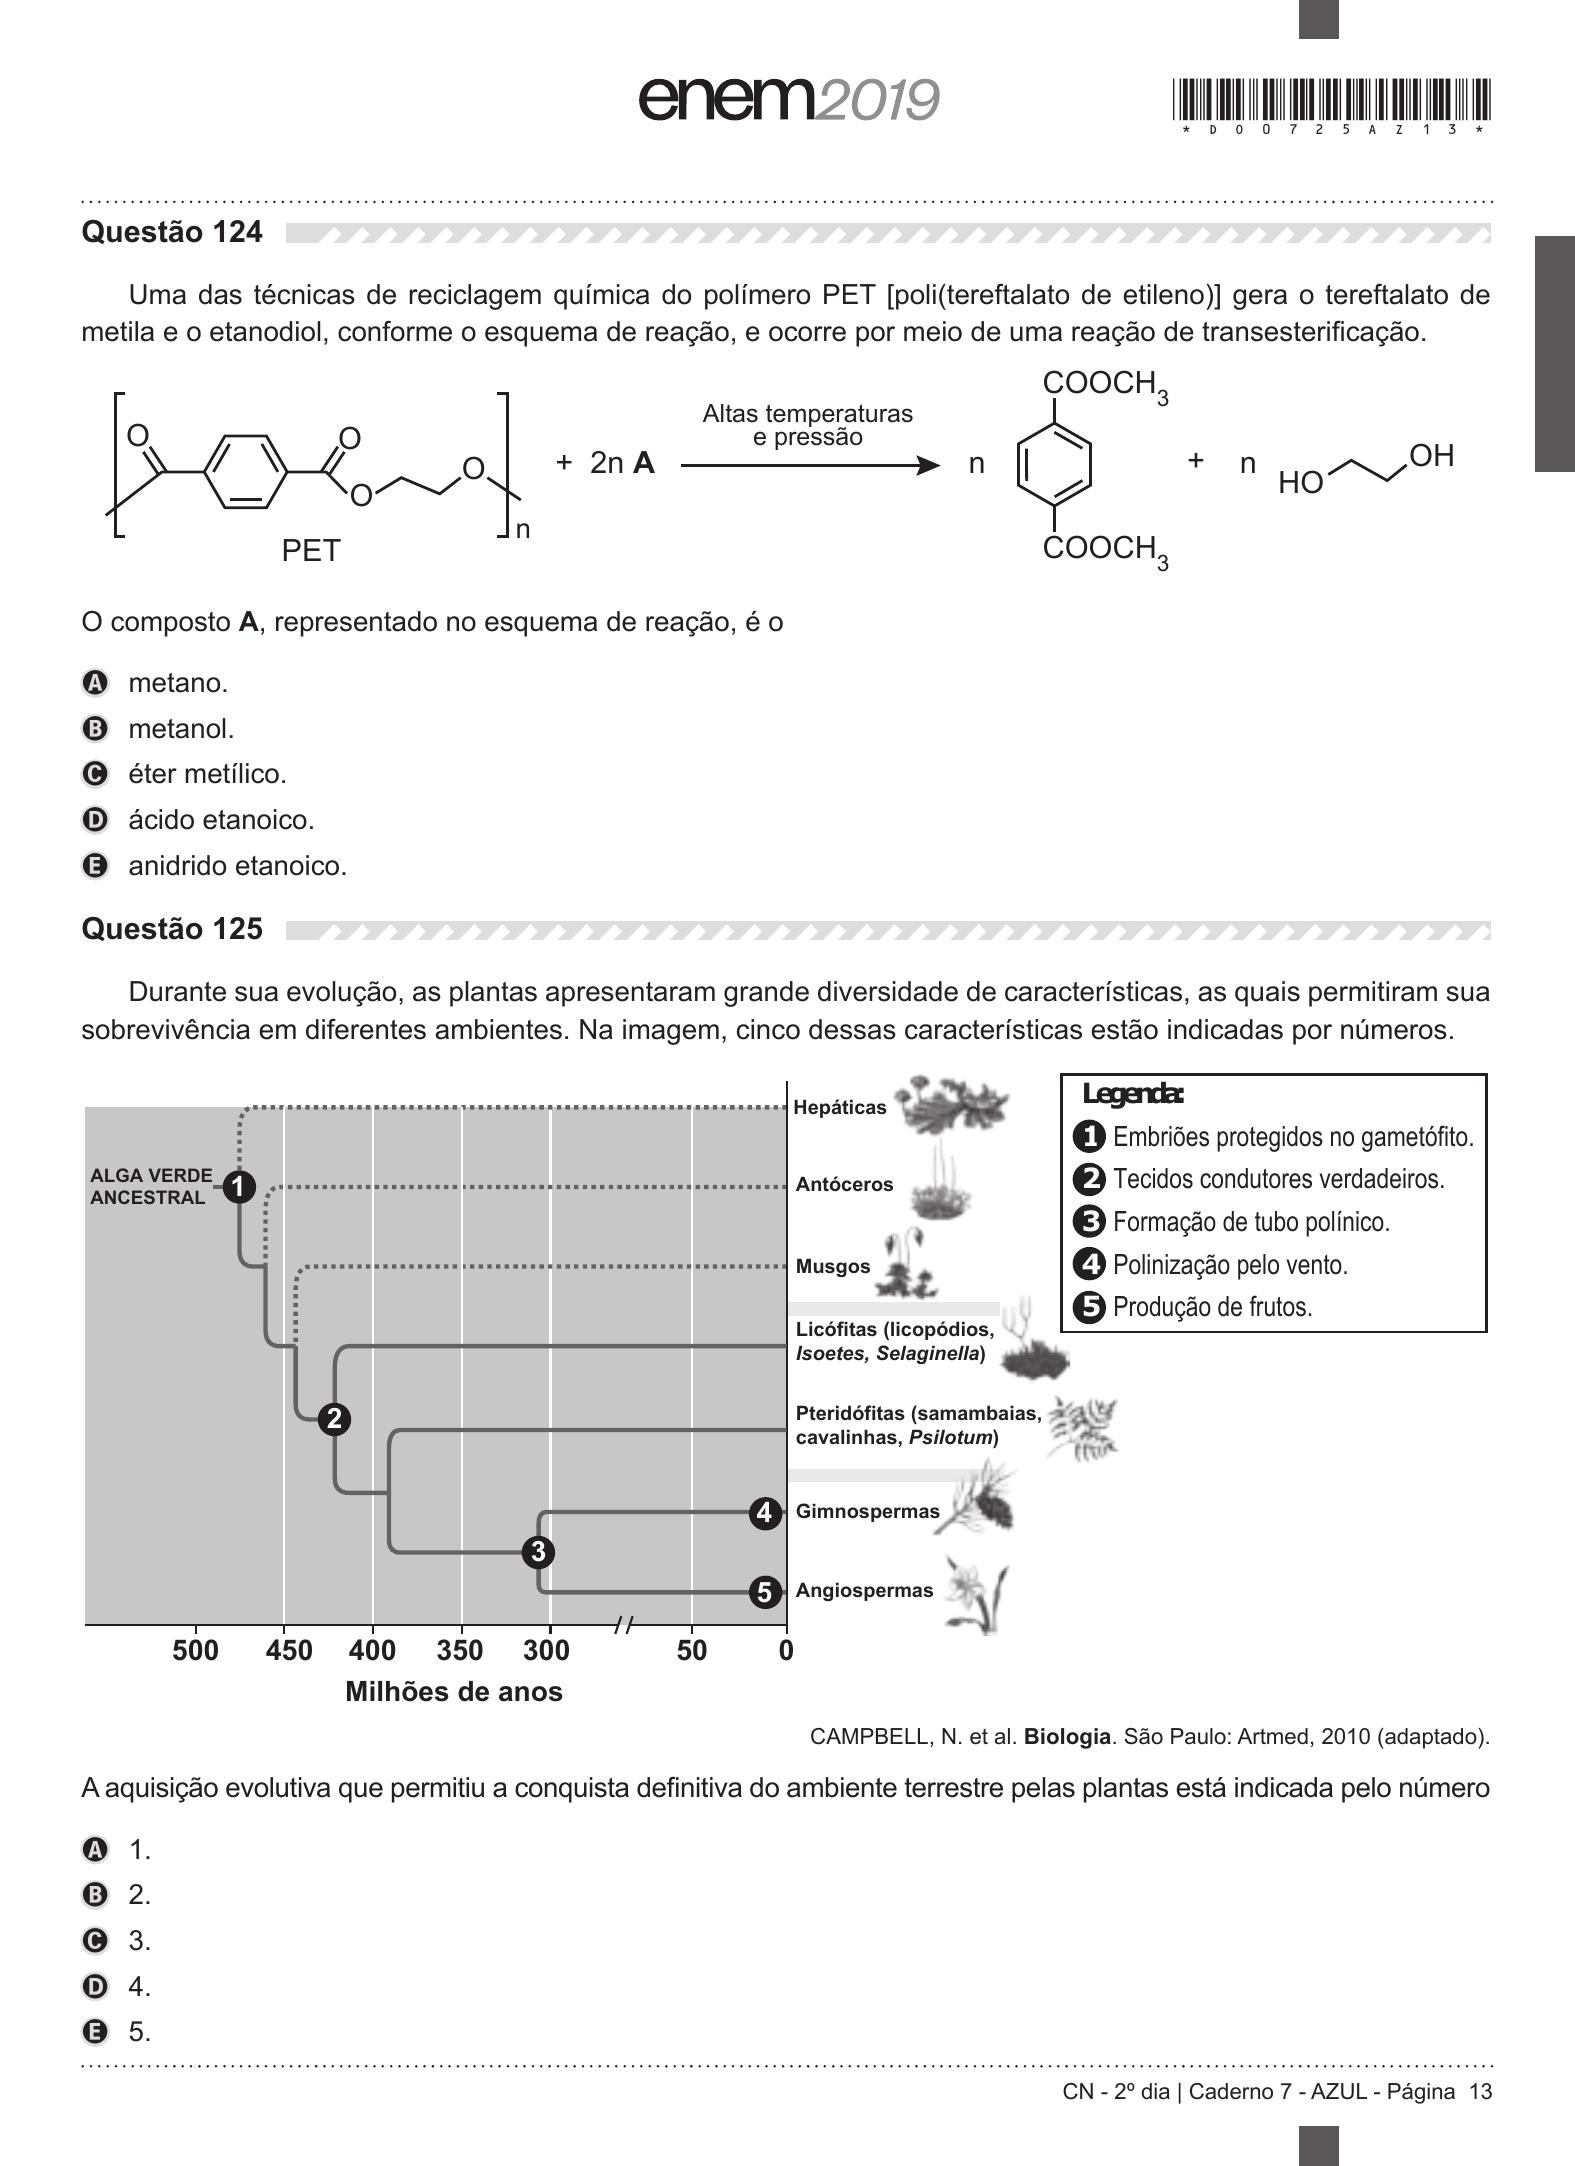 enem2019
*D00725AZ13*
Questão 124
Uma das técnicas de reciclagem química do polímero PET [poli(tereftalato de etileno)] gera o tereftalato de
metila e o etanodiol, conforme o esquema de reação, e ocorre por meio de uma reação de transesterificação.
O
O
O
O
n
PET
+ 2n A
Altas temperaturas
e pressão
n
COOCH3
COOCH3
+ n
HO
OH
O composto A, representado no esquema de reação, é o
A metano.
B metanol.
C éter metílico.
D ácido etanoico.
E anidrido etanoico.
Questão 125
Durante sua evolução, as plantas apresentaram grande diversidade de características, as quais permitiram sua
sobrevivência em diferentes ambientes. Na imagem, cinco dessas características estão indicadas por números.
ALGA VERDE
ANCESTRAL
1
2
3
4
5
Hepáticas
Antóceros
Musgos
Licófitas (licopódios,
Isoetes, Selaginella)
Pteridófitas (samambaias,
cavalinhas, Psilotum)
Gimnospermas
Angiospermas
500 450 400 350 300 50 0
Milhões de anos
Legenda:
1 Embriões protegidos no gametófito.
2 Tecidos condutores verdadeiros.
3 Formação de tubo polínico.
4 Polinização pelo vento.
5 Produção de frutos.
CAMPBELL, N. et al. Biologia. São Paulo: Artmed, 2010 (adaptado).
A aquisição evolutiva que permitiu a conquista definitiva do ambiente terrestre pelas plantas está indicada pelo número
A 1.
B 2.
C 3.
D 4.
E 5.
CN - 2º dia | Caderno 7 - AZUL - Página 13